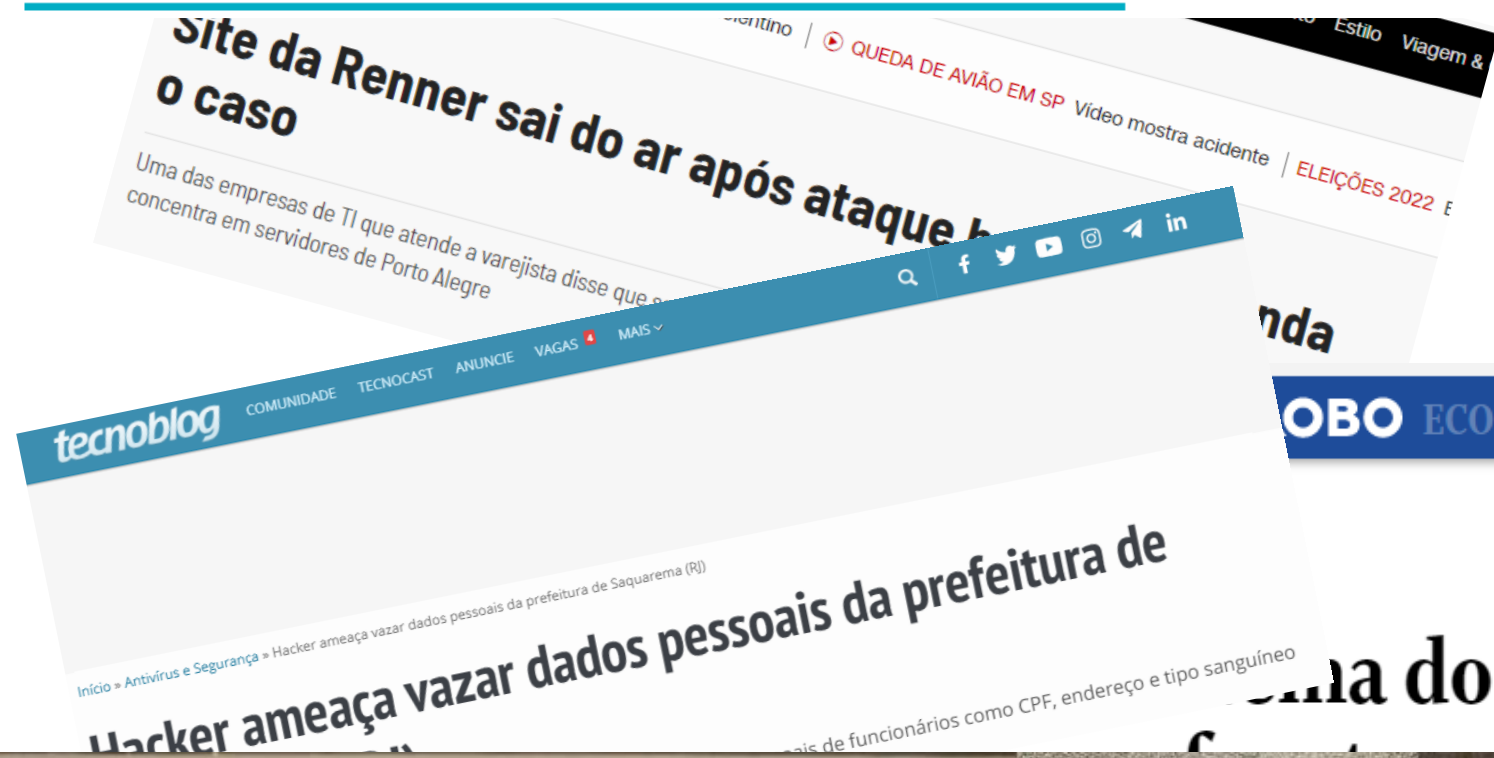 Site da Renner sai do ar após ataque
o caso
Uma das empresas de TI que atende a varejista disse que
concentra em servidores de Porto Alegre
QUEDA DE AVIÃO EM SP Vídeo mostra acidente | ELEIÇÕES 2022
Estilo Viagem &
nda
OBO ECO
tecnoblog COMUNIDADE TECNOCAST ANUNCIE VAGAS 4 MAIS
Início » Antivírus e Segurança » Hacker ameaça vazar dados pessoais da prefeitura de Saquarema (RJ)
Hacker ameaça vazar dados pessoais da prefeitura de
de funcionários como CPF, endereço e tipo sanguíneo
a do